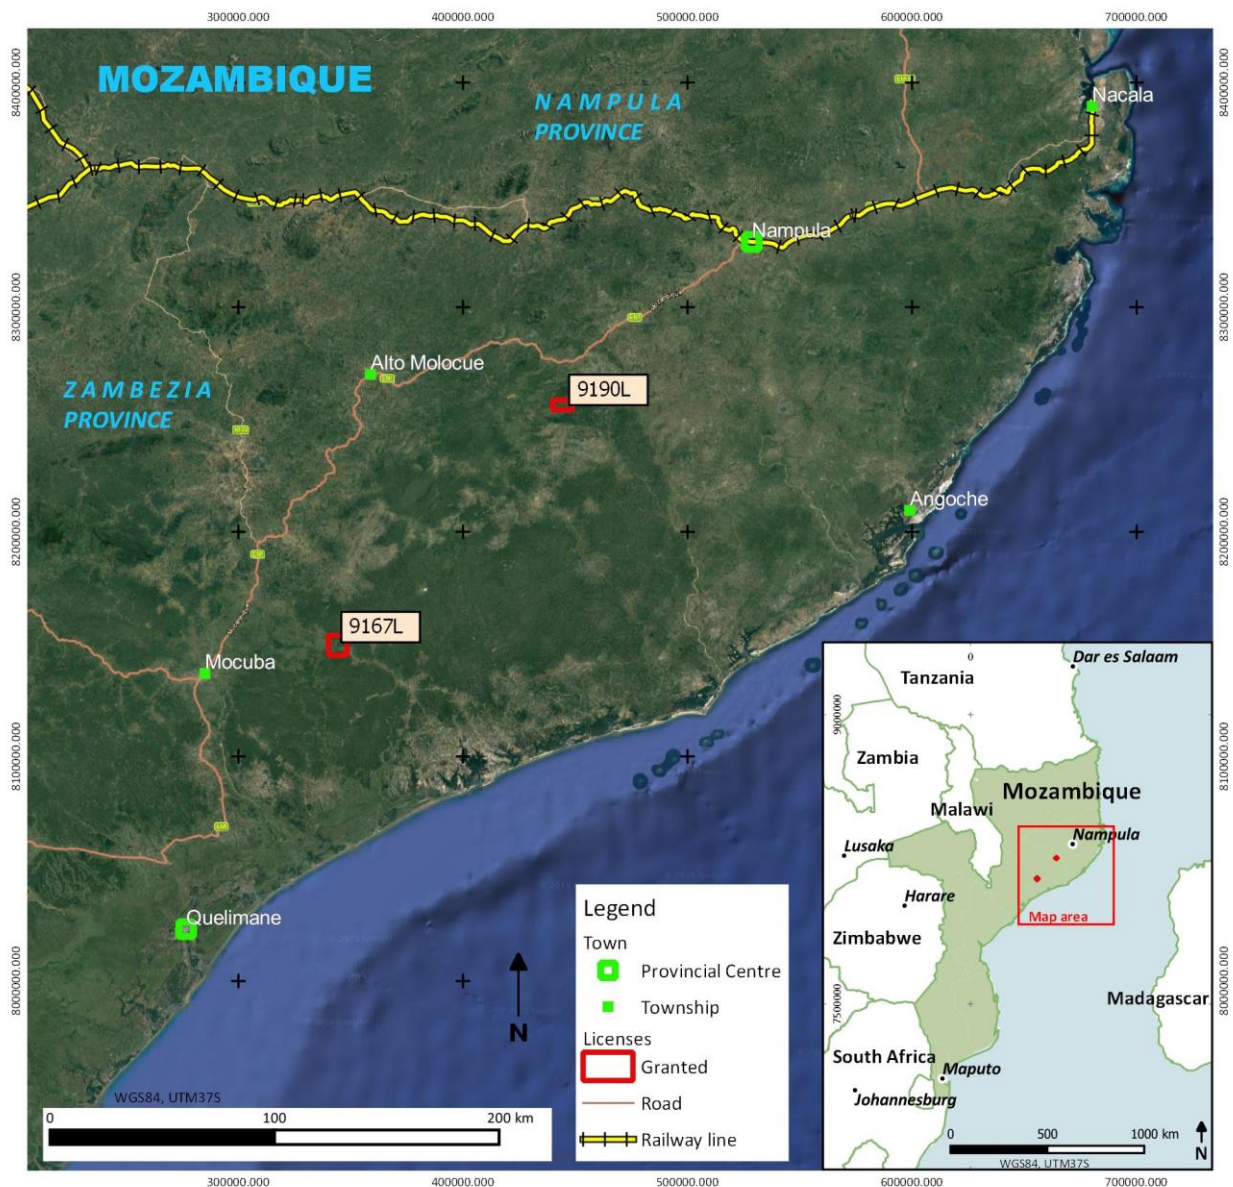 300000.000 400000.000 500000.000 600000.000 700000.000
8400000.000
8400000.000
MOZAMBIQUE
NAMPULA
PROVINCE
Nacala
Nampula
8300000.000
8300000.000
Alto Molocue
ZAMBEZIA
PROVINCE
9190L
Angoche
8200000.000
8200000.000
9167L
Mocuba
8100000.000
8100000.000
Quelimane
8000000.000
8000000.000
N
WGS84, UTM37S
0 100 200 km
Legend
Town
Provincial Centre
Township
Licenses
Granted
Road
Railway line
0
Dar es Salaam
Tanzania
9000000
Zambia
Mozambique
Malawi
Nampula
Lusaka
Harare
Map area
Zimbabwe
7500000
Madagascar
South Africa
Maputo
Johannesburg
0 500 1000 km
WGS84, UTM37S
N
300000.000 400000.000 500000.000 600000.000 700000.000